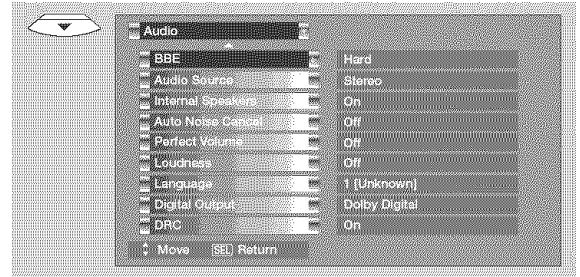 Audio
BBE Hard
Audio Source Stereo
Internal Speakers On
Auto Noise Cancel Off
Perfect Volume Off
Loudness Off
Language 1 [Unknown]
Digital Output Dolby Digital
DRC On
Move SEL Return